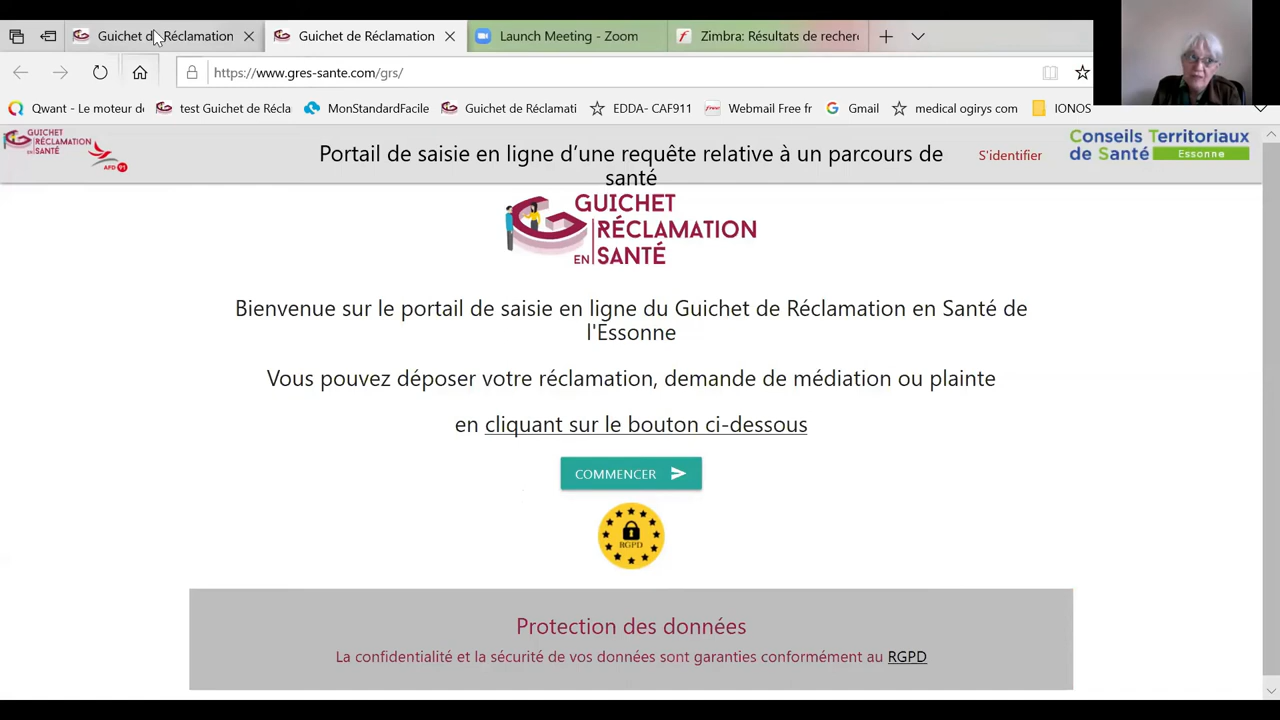 Guichet de Réclamation
Guichet de Réclamation
Launch Meeting - Zoom
Zimbra: Résultats de recher
https://www.gres-sante.com/grs/
Qwant - Le moteur de
test Guichet de Récla
MonStandardFacile
Guichet de Réclamati
EDDA- CAF911
Webmail Free fr
Gmail
medical ogirys com
IONOS
GUICHET
RÉCLAMATION
EN SANTÉ
AFD 91
Portail de saisie en ligne d’une requête relative à un parcours de
santé
S'identifier
Conseils Territoriaux
de Santé Essonne
GUICHET
RÉCLAMATION
EN SANTÉ
Bienvenue sur le portail de saisie en ligne du Guichet de Réclamation en Santé de
l'Essonne
Vous pouvez déposer votre réclamation, demande de médiation ou plainte
en cliquant sur le bouton ci-dessous
COMMENCER
RGPD
Protection des données
La confidentialité et la sécurité de vos données sont garanties conformément au RGPD